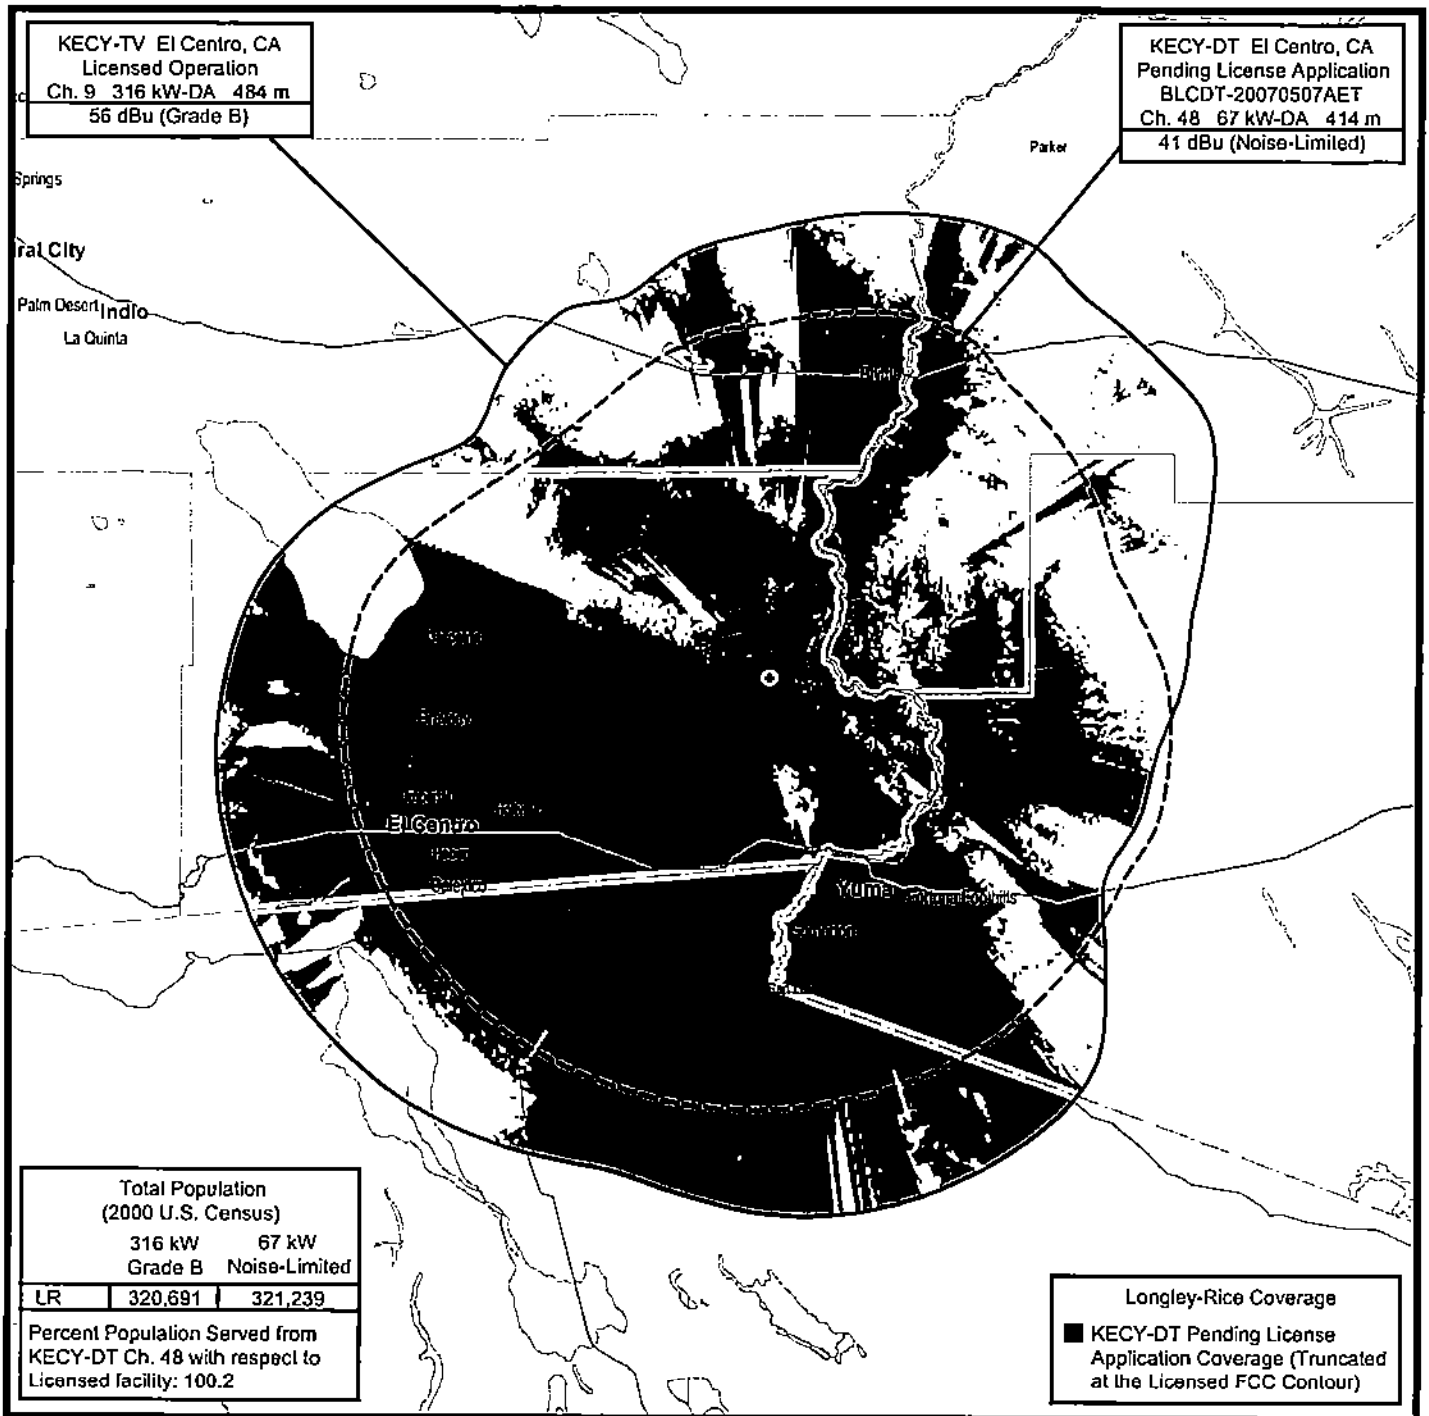 KECY-TV El Centro, CA
Licensed Operation
Ch. 9 316 kW-DA 484 m
56 dBu (Grade B)
KECY-DT El Centro, CA
Pending License Application
BLCDT-20070507AET
Ch. 48 67 kW-DA 414 m
41 dBu (Noise-Limited)
Parker
Springs
ral City
Palm Desert
Indio
La Quinta
El Centro
Yuma
Total Population
(2000 U.S. Census)
316 kW 67 kW
Grade B Noise-Limited
LR 320,691 321,239
Percent Population Served from
KECY-DT Ch. 48 with respect to
Licensed facility: 100.2
Longley-Rice Coverage
KECY-DT Pending License
Application Coverage (Truncated
at the Licensed FCC Contour)